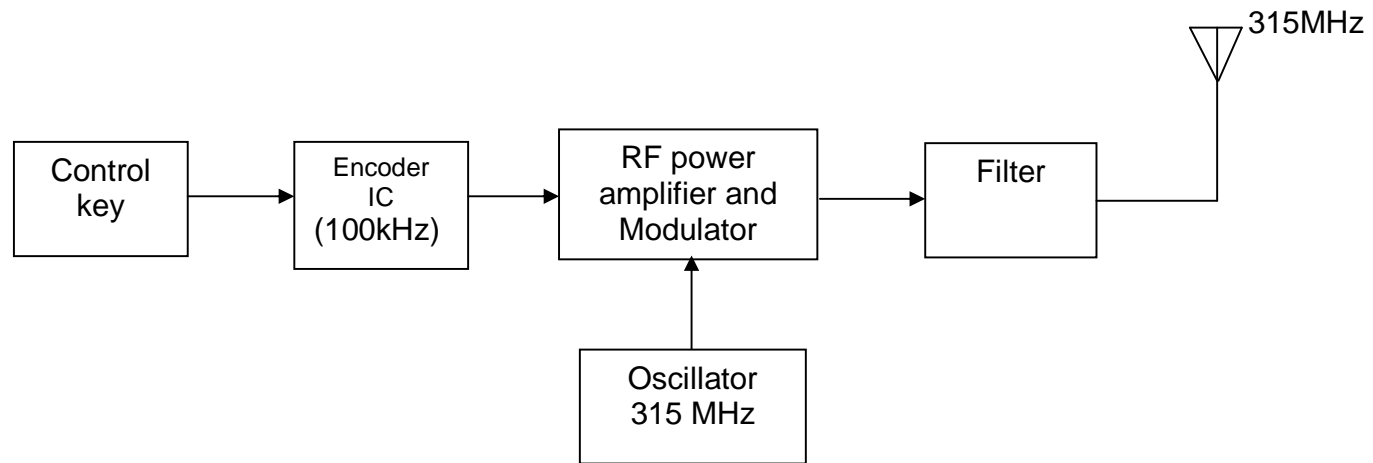 315MHz
Control
key
Encoder
IC
(100kHz)
RF power
amplifier and
Modulator
Filter
Oscillator
315 MHz